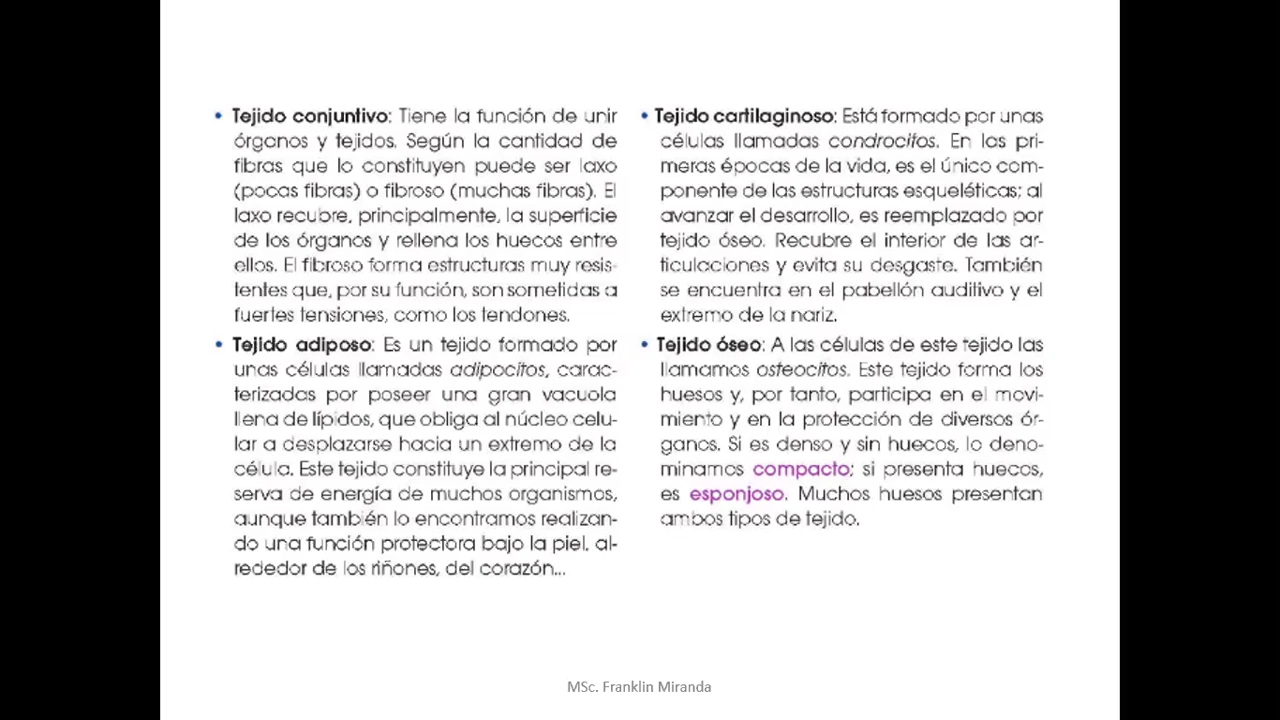 • Tejido conjuntivo: Tiene la función de unir
órganos y tejidos. Según la cantidad de
fibras que lo constituyen puede ser laxo
(pocas fibras) o fibroso (muchas fibras). El
laxo recubre, principalmente, la superficie
de los órganos y rellena los huecos entre
ellos. El fibroso forma estructuras muy resis-
tentes que, por su función, son sometidas a
fuertes tensiones, como los tendones.
• Tejido adiposo: Es un tejido formado por
unas células llamadas adipocitos, carac-
terizadas por poseer una gran vacuola
llena de lípidos, que obliga al núcleo celu-
lar a desplazarse hacia un extremo de la
célula. Este tejido constituye la principal re-
serva de energía de muchos organismos,
aunque también lo encontramos realizan-
do una función protectora bajo la piel, al-
rededor de los riñones, del corazón...
• Tejido cartilaginoso: Está formado por unas
células llamadas condrocitos. En las pri-
meras épocas de la vida, es el único com-
ponente de las estructuras esqueléticas; al
avanzar el desarrollo, es reemplazado por
tejido óseo. Recubre el interior de las ar-
ticulaciones y evita su desgaste. También
se encuentra en el pabellón auditivo y el
extremo de la nariz.
• Tejido óseo: A las células de este tejido las
llamamos osteocitos. Este tejido forma los
huesos y, por tanto, participa en el movi-
miento y en la protección de diversos ór-
ganos. Si es denso y sin huecos, lo deno-
minamos compacto; si presenta huecos,
es esponjoso. Muchos huesos presentan
ambos tipos de tejido.
MSc. Franklin Miranda